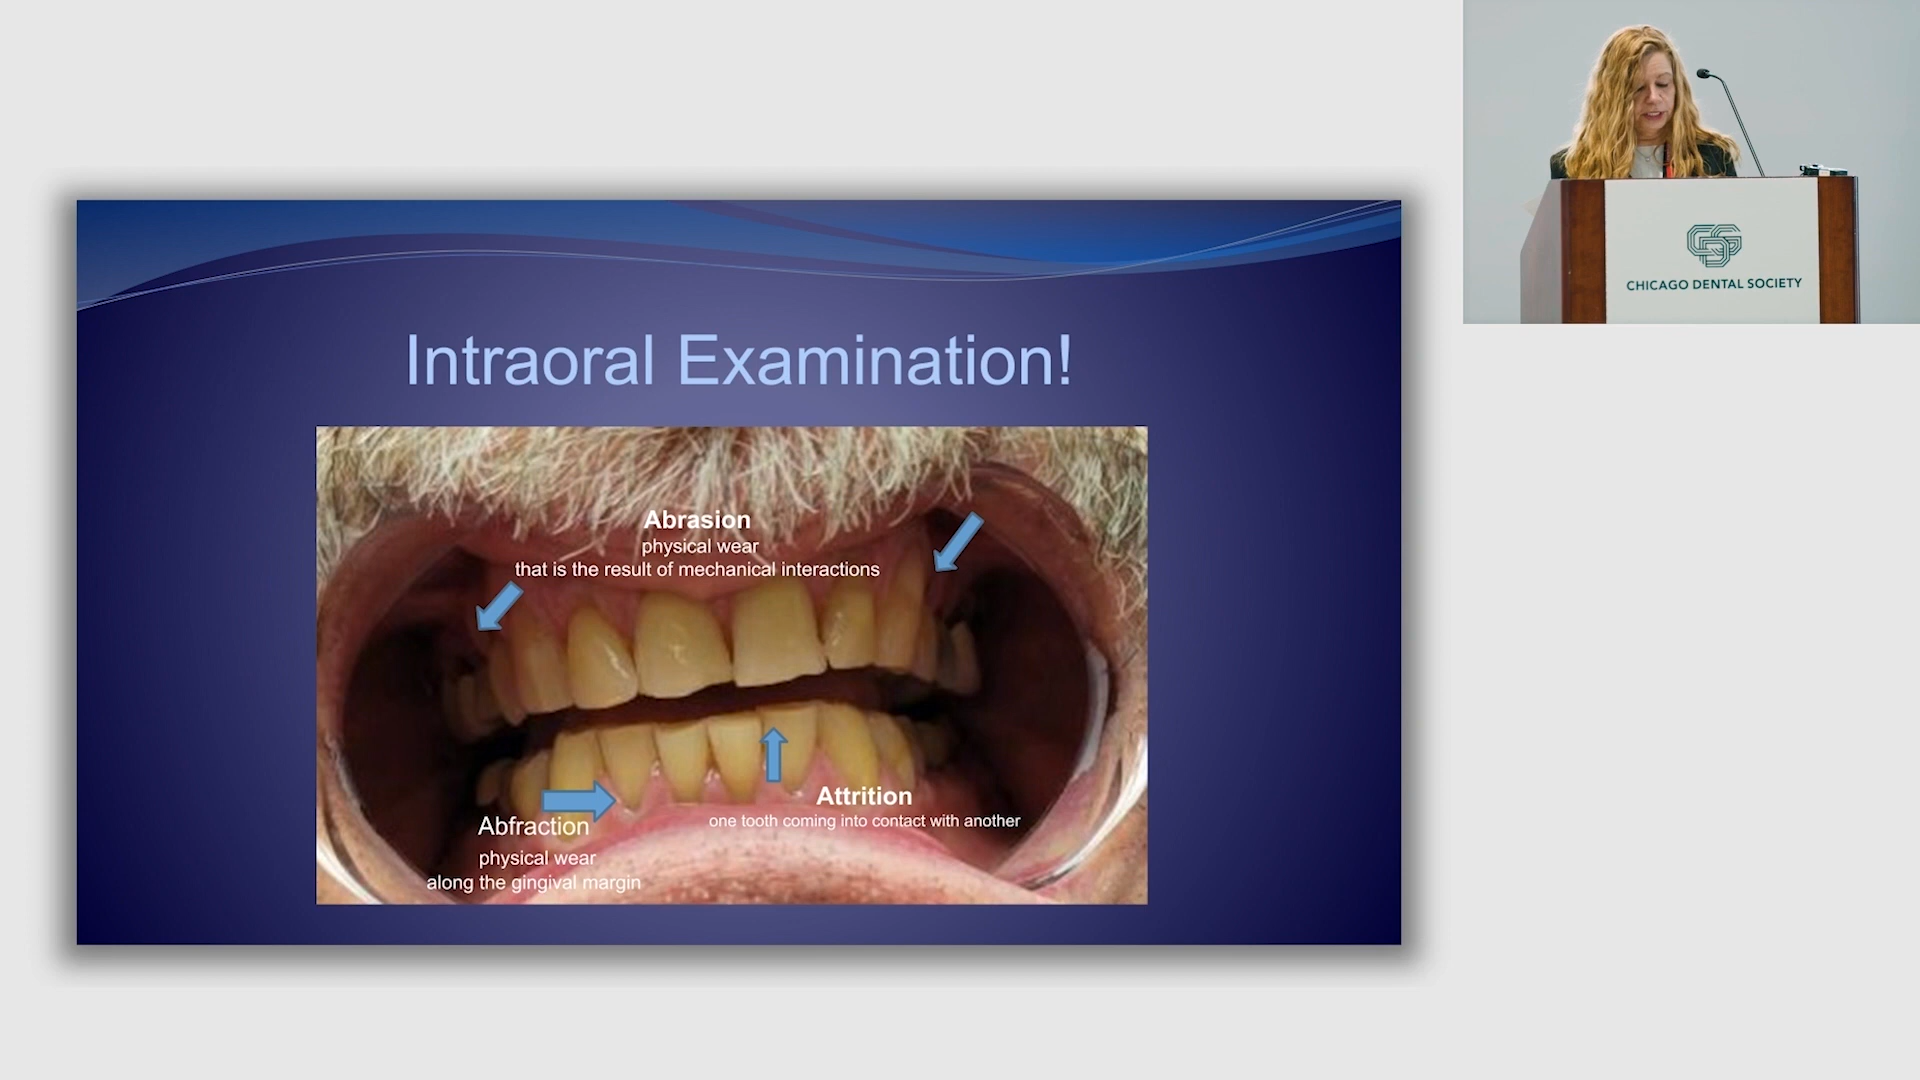 Intraoral Examination!
Abrasion
physical wear
that is the result of mechanical interactions
Attrition
one tooth coming into contact with another
Abfraction
physical wear
along the gingival margin
CDS
CHICAGO DENTAL SOCIETY